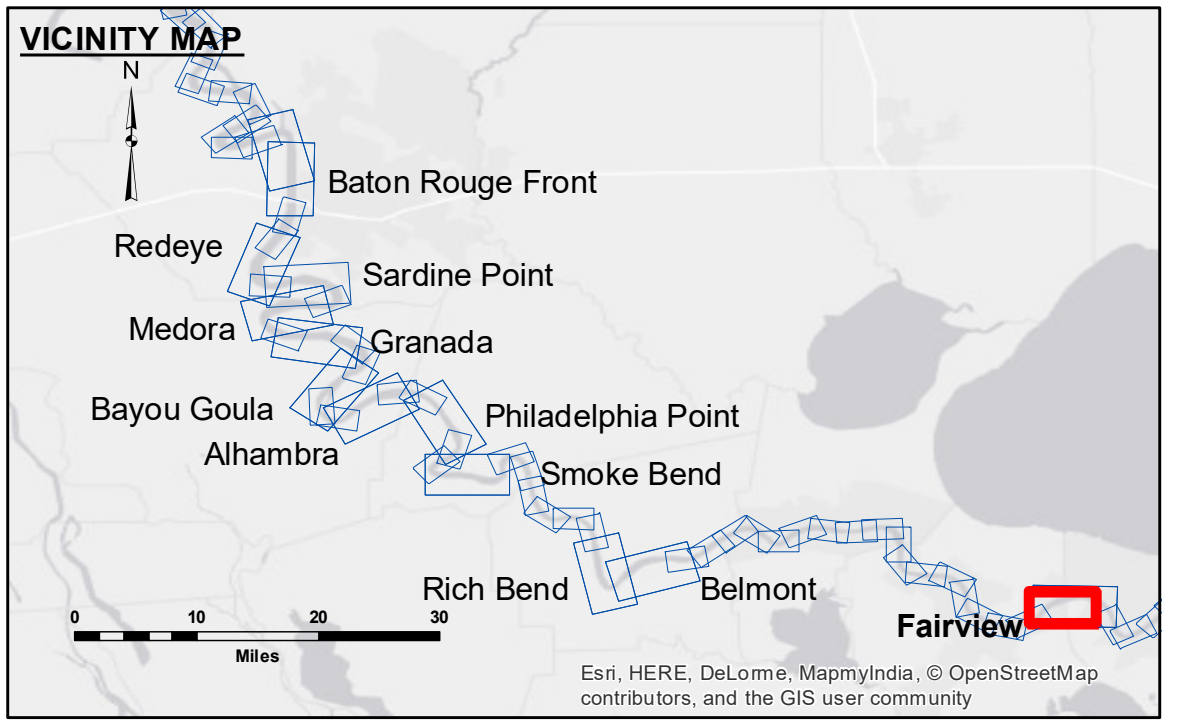 VICINITY MAP
N
Baton Rouge Front
Redeye
Sardine Point
Medora
Granada
Bayou Goula
Philadelphia Point
Alhambra
Smoke Bend
Rich Bend
Belmont
Fairview
0 10 20 30
Miles
Esri, HERE, DeLorme, MapmyIndia, © OpenStreetMap
contributors, and the GIS user community